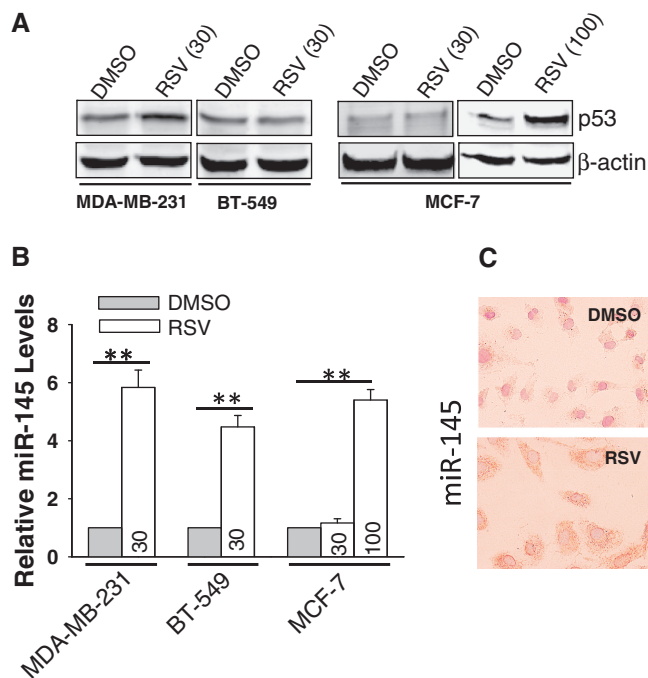 A
DMSO
RSV (30)
DMSO
RSV (30)
DMSO
RSV (30)
DMSO
RSV (100)
p53
β-actin
MDA-MB-231
BT-549
MCF-7
B
DMSO
RSV
Relative miR-145 Levels
8
6
4
2
0
**
**
**
30
30
30
100
MDA-MB-231
BT-549
MCF-7
C
miR-145
DMSO
RSV